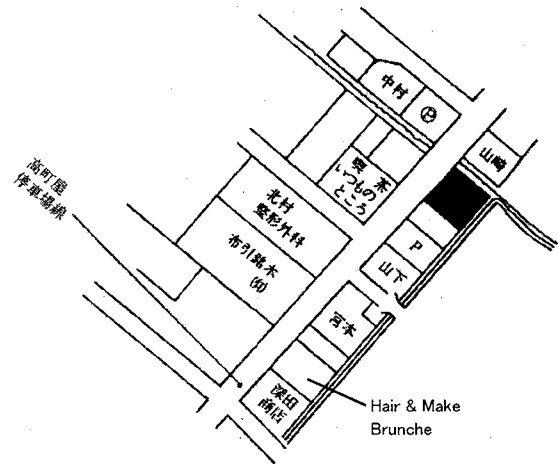 中村
Ⓟ
山崎
喫茶
いつもの
ところ
高町屋
停車場線
北村
整形外科
布引銘木
(有)
P
山下
河本
深田
商店
Hair & Make
Brunche